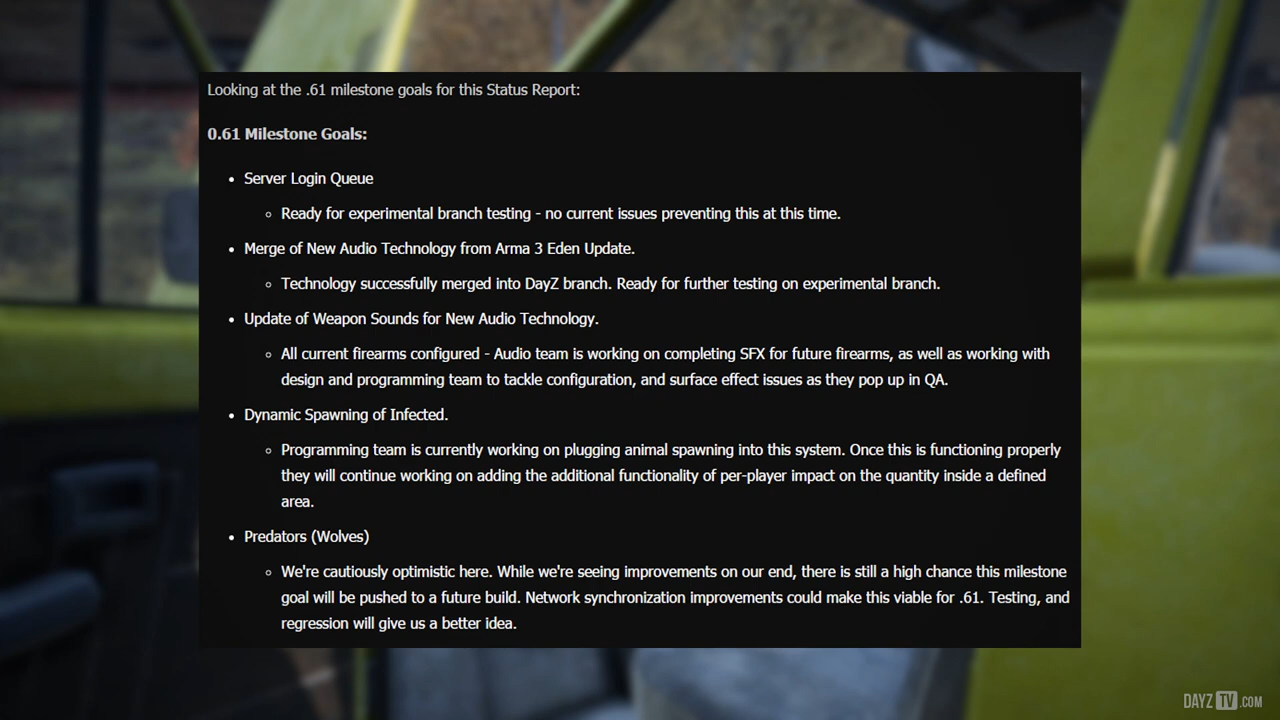 Looking at the .61 milestone goals for this Status Report:
0.61 Milestone Goals:
• Server Login Queue
◦ Ready for experimental branch testing - no current issues preventing this at this time.
• Merge of New Audio Technology from Arma 3 Eden Update.
◦ Technology successfully merged into DayZ branch. Ready for further testing on experimental branch.
• Update of Weapon Sounds for New Audio Technology.
◦ All current firearms configured - Audio team is working on completing SFX for future firearms, as well as working with
design and programming team to tackle configuration, and surface effect issues as they pop up in QA.
• Dynamic Spawning of Infected.
◦ Programming team is currently working on plugging animal spawning into this system. Once this is functioning properly
they will continue working on adding the additional functionality of per-player impact on the quantity inside a defined
area.
• Predators (Wolves)
◦ We're cautiously optimistic here. While we're seeing improvements on our end, there is still a high chance this milestone
goal will be pushed to a future build. Network synchronization improvements could make this viable for .61. Testing, and
regression will give us a better idea.
DAYZ TV.COM